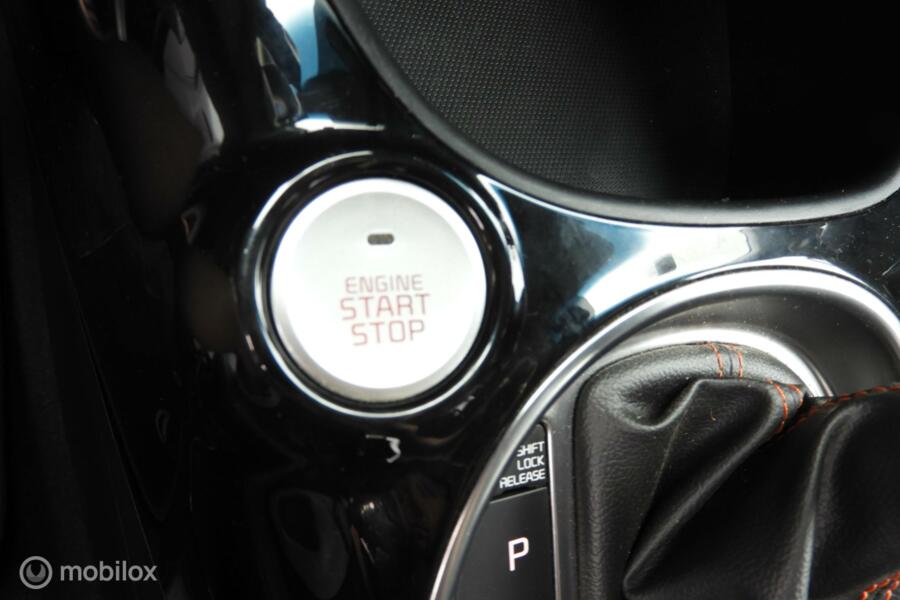 ENGINE
START
STOP
SHIFT
LOCK
RELEASE
P
mobilox